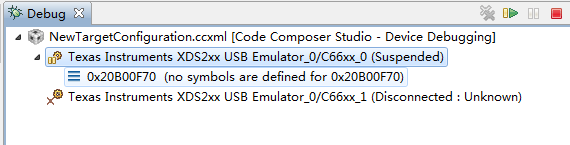 Debug
NewTargetConfiguration.ccxml [Code Composer Studio - Device Debugging]
Texas Instruments XDS2xx USB Emulator_0/C66xx_0 (Suspended)
0x20B00F70 (no symbols are defined for 0x20B00F70)
Texas Instruments XDS2xx USB Emulator_0/C66xx_1 (Disconnected : Unknown)